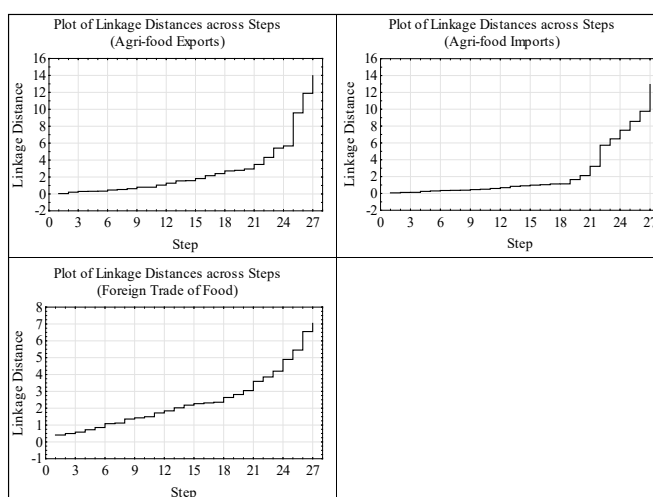 Plot of Linkage Distances across Steps
(Agri-food Exports)
16
14
12
10
8
6
4
2
0
-2
Linkage Distance
0 3 6 9 12 15 18 21 24 27
Step
Plot of Linkage Distances across Steps
(Agri-food Imports)
16
14
12
10
8
6
4
2
0
-2
Linkage Distance
0 3 6 9 12 15 18 21 24 27
Step
Plot of Linkage Distances across Steps
(Foreign Trade of Food)
8
7
6
5
4
3
2
1
0
-1
Linkage Distance
0 3 6 9 12 15 18 21 24 27
Step